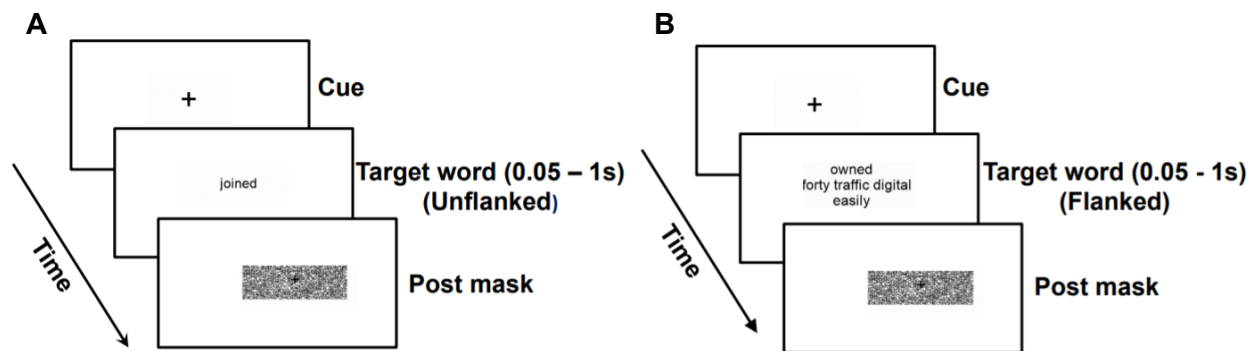 A
+
Cue
joined
Target word (0.05 – 1s)
(Unflanked)
+
Post mask
Time
B
+
Cue
owned
forty traffic digital
easily
Target word (0.05 - 1s)
(Flanked)
+
Post mask
Time